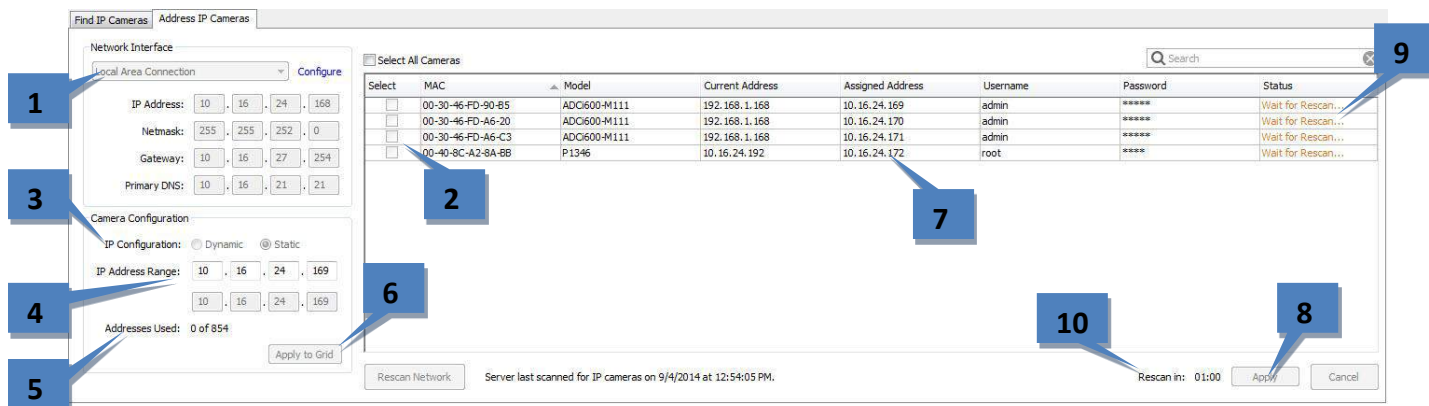 Find IP Cameras Address IP Cameras
Network Interface
Local Area Connection Configure
IP Address: 10 . 16 . 24 . 168
Netmask: 255 . 255 . 252 . 0
Gateway: 10 . 16 . 27 . 254
Primary DNS: 10 . 16 . 21 . 21
Camera Configuration
IP Configuration: Dynamic Static
IP Address Range: 10 . 16 . 24 . 169
10 . 16 . 24 . 169
Addresses Used: 0 of 854
Apply to Grid
Select All Cameras Search
Select MAC Model Current Address Assigned Address Username Password Status
00-30-46-FD-90-B5 ADCi600-M111 192.168.1.168 10.16.24.169 admin ***** Wait for Rescan...
00-30-46-FD-A6-20 ADCi600-M111 192.168.1.168 10.16.24.170 admin ***** Wait for Rescan...
00-30-46-FD-A6-C3 ADCi600-M111 192.168.1.168 10.16.24.171 admin ***** Wait for Rescan...
00-40-8C-A2-8A-BB P1346 10.16.24.192 10.16.24.172 root **** Wait for Rescan...
Rescan Network Server last scanned for IP cameras on 9/4/2014 at 12:54:05 PM. Rescan in: 01:00 Apply Cancel
1
2
3
4
5
6
7
8
9
10